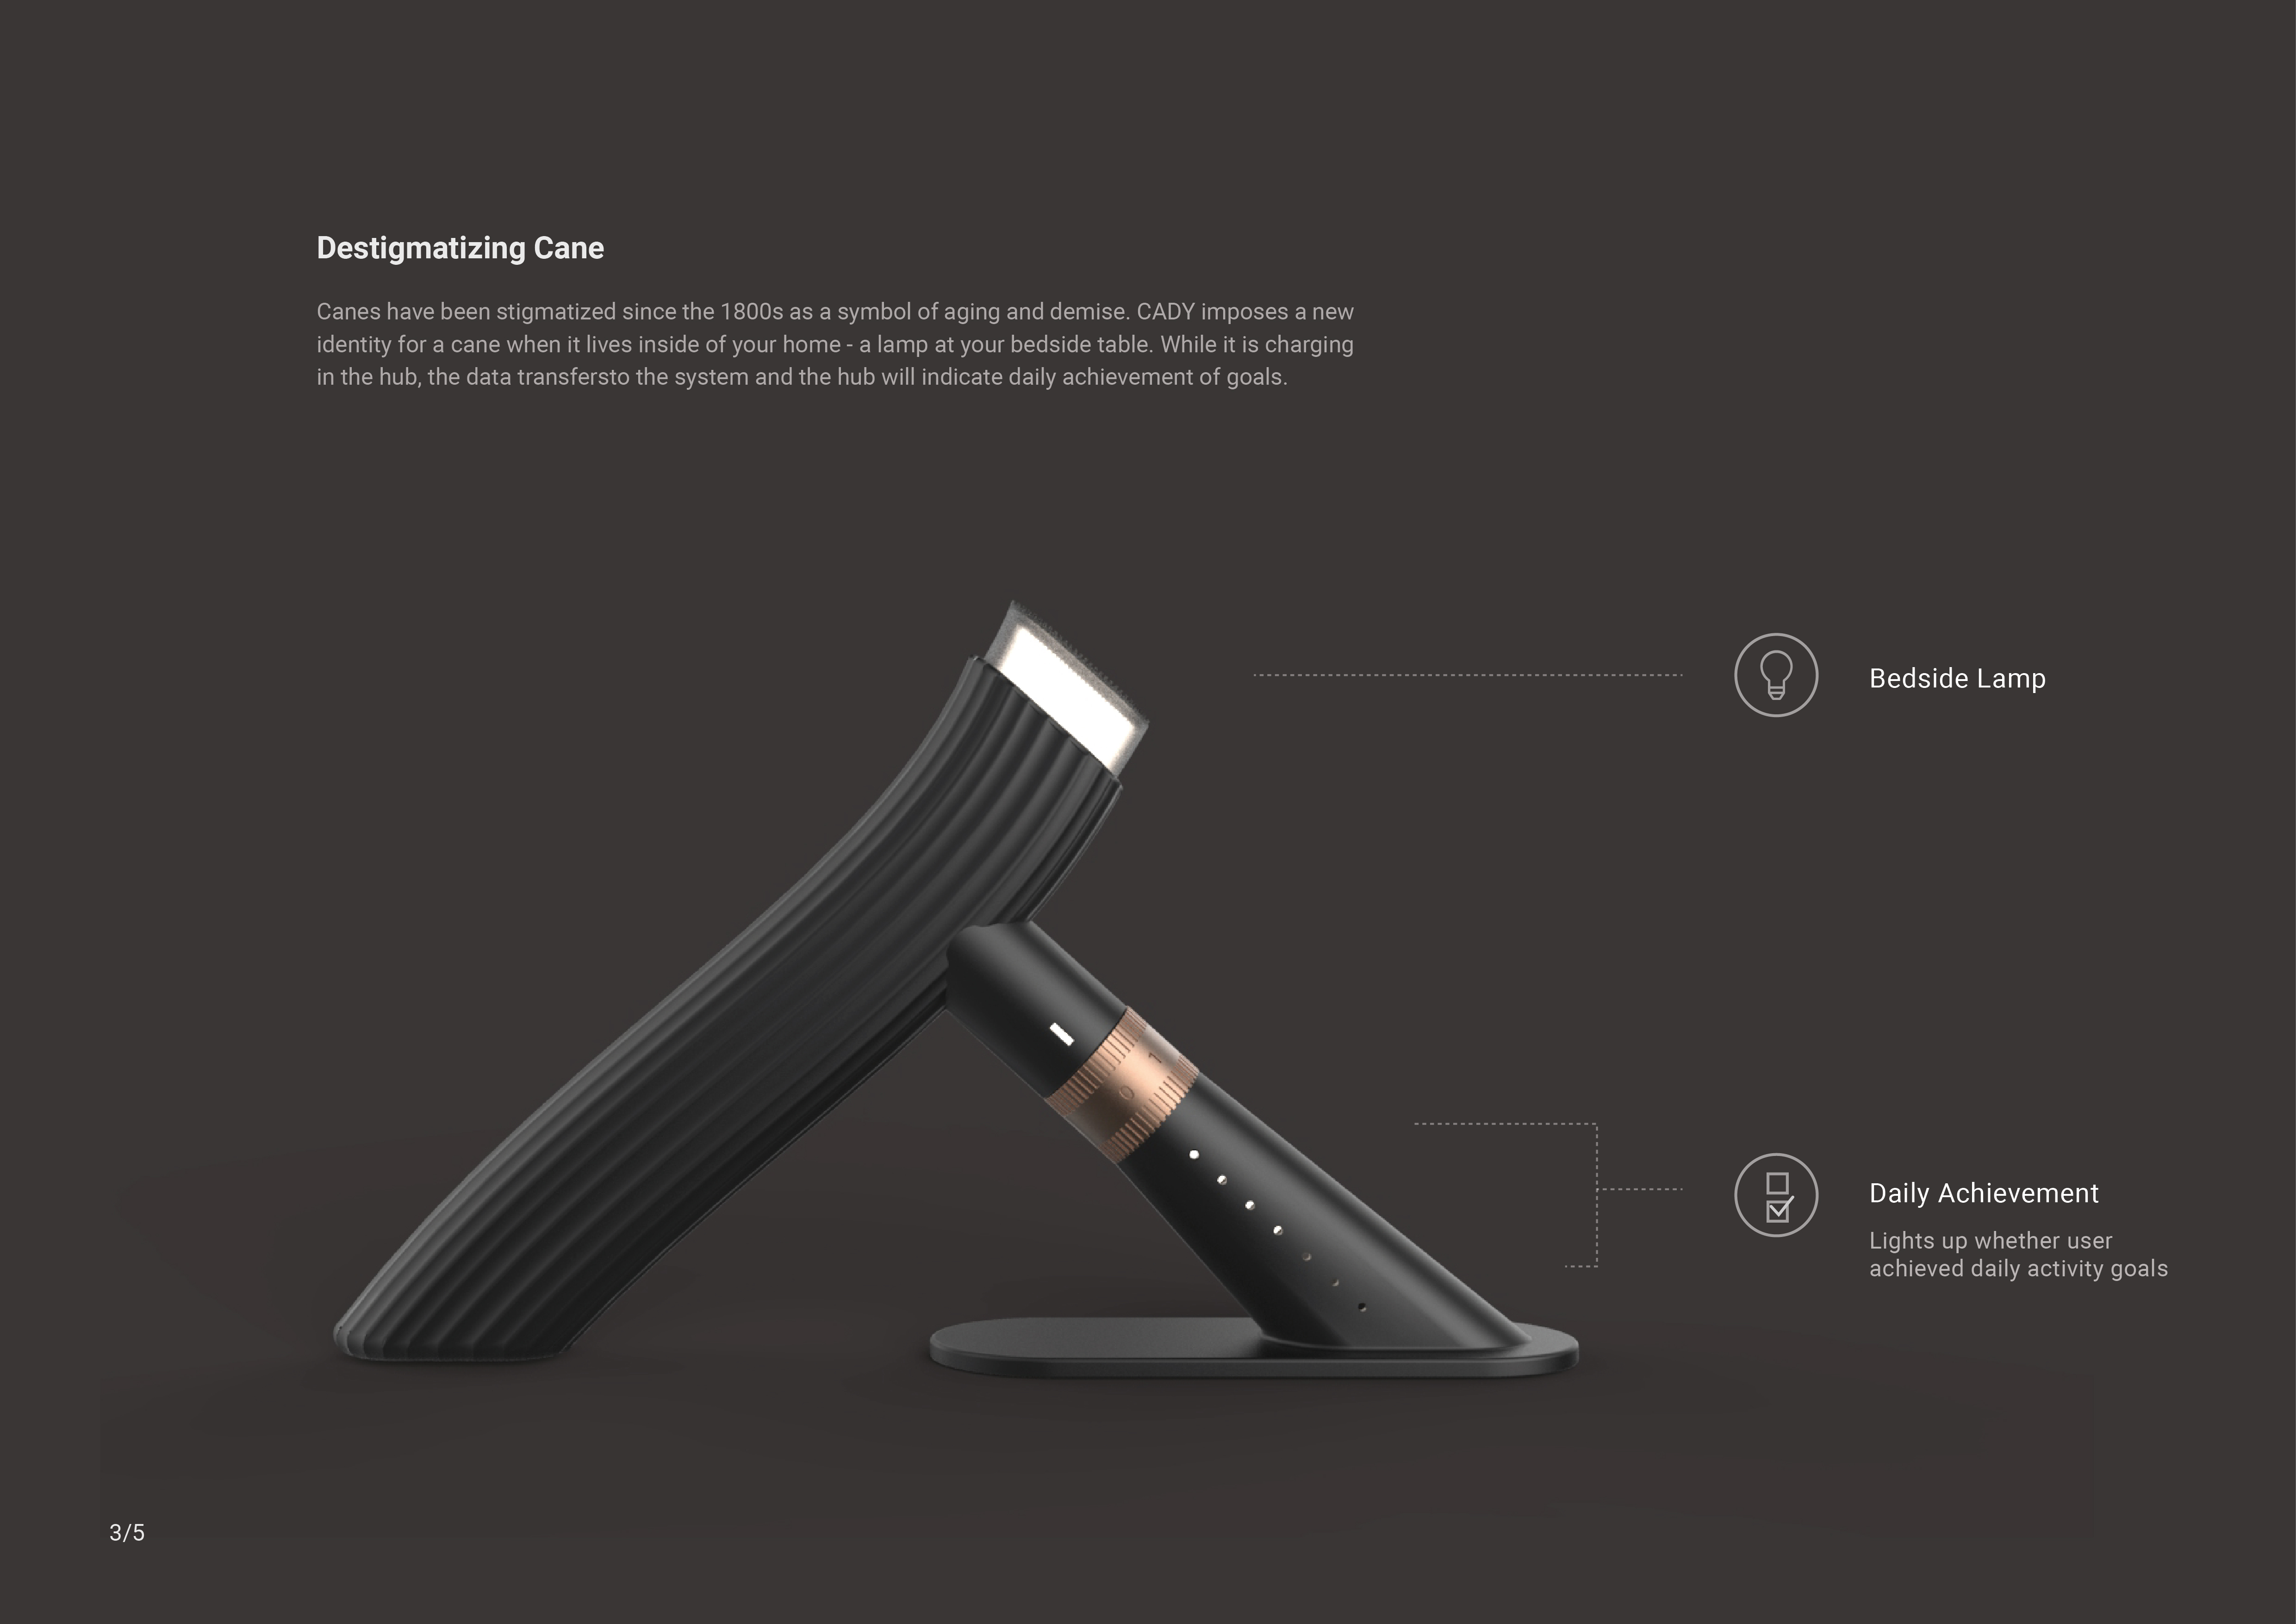 Destigmatizing Cane
Canes have been stigmatized since the 1800s as a symbol of aging and demise. CADY imposes a new
identity for a cane when it lives inside of your home - a lamp at your bedside table. While it is charging
in the hub, the data transfersto the system and the hub will indicate daily achievement of goals.
Bedside Lamp
1
0
Daily Achievement
Lights up whether user
achieved daily activity goals
3/5